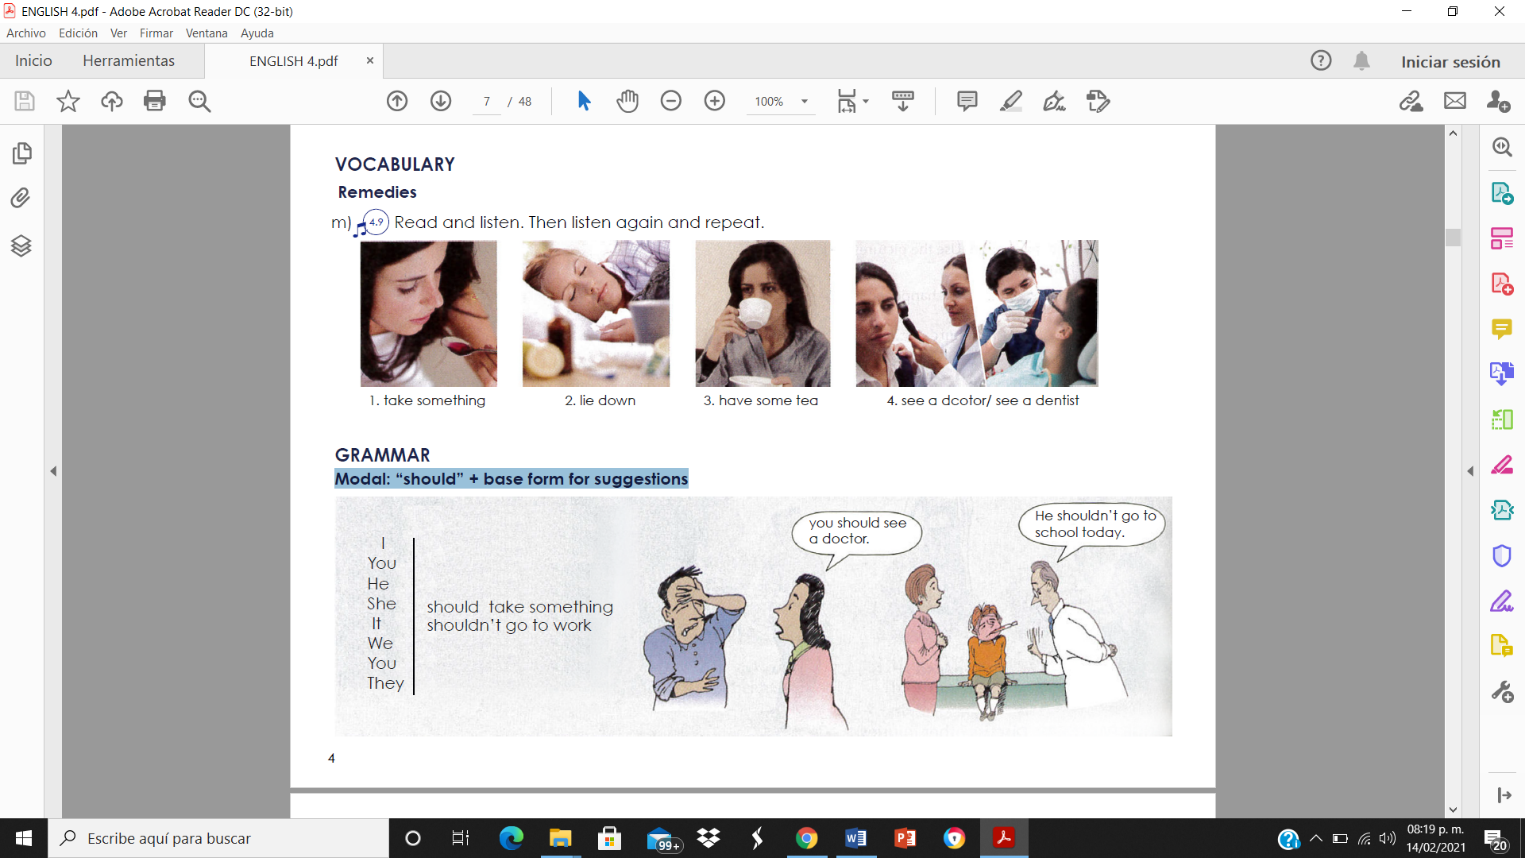 ENGLISH 4.pdf - Adobe Acrobat Reader DC (32-bit)
Archivo Edición Ver Firmar Ventana Ayuda
Inicio Herramientas ENGLISH 4.pdf × ? Iniciar sesión
7 / 48 100%
VOCABULARY
Remedies
m) 4.9 Read and listen. Then listen again and repeat.
1. take something 2. lie down 3. have some tea 4. see a dcotor/ see a dentist
GRAMMAR
Modal: “should” + base form for suggestions
you should see
a doctor.
He shouldn't go to
school today.
I
You
He
She
It
We
You
They
should take something
shouldn't go to work
4
Escribe aquí para buscar
99+
08:19 p. m.
14/02/2021
20